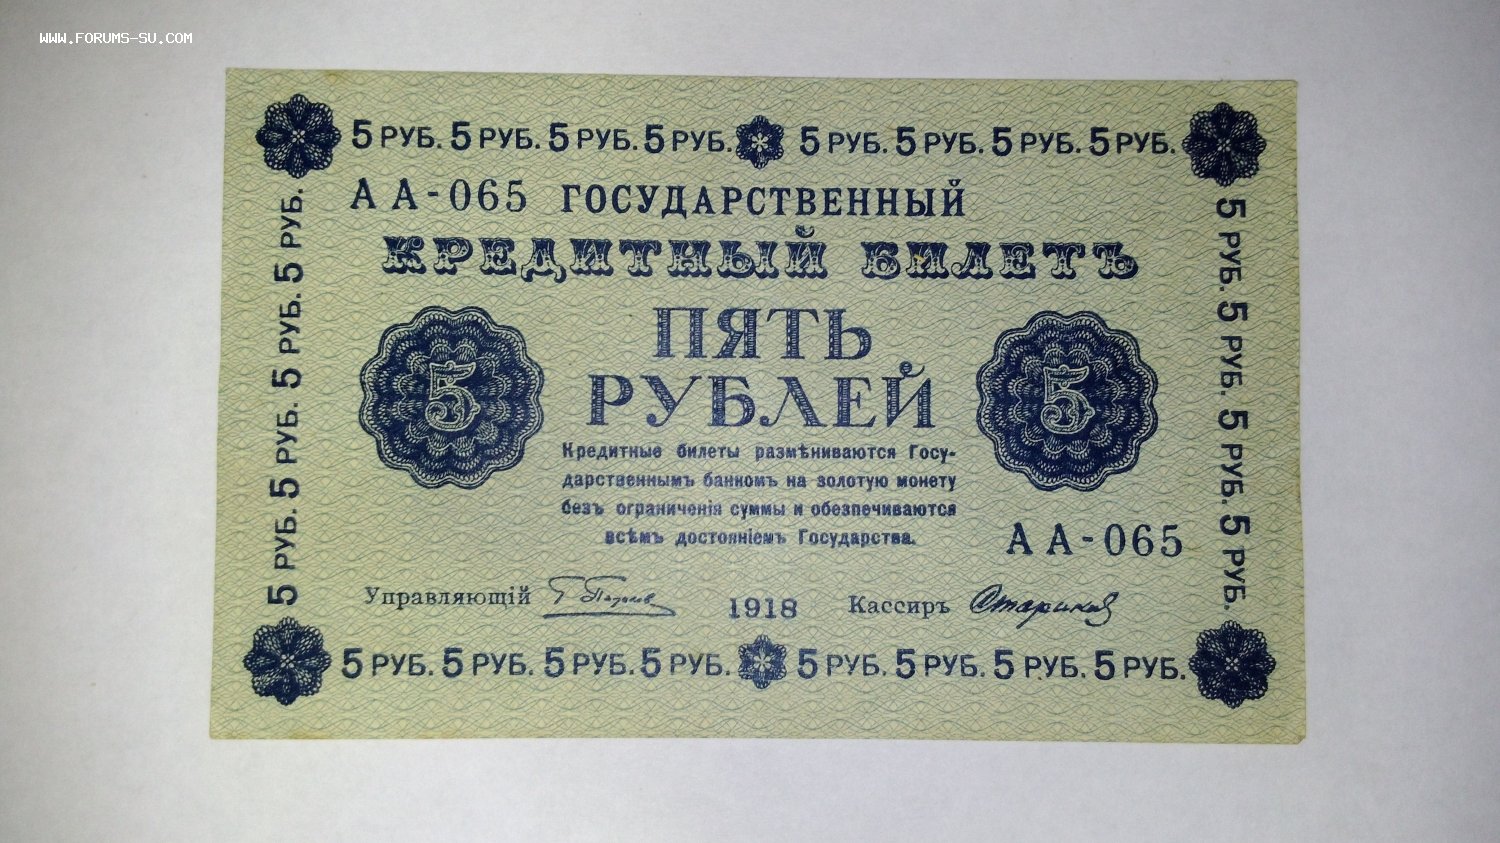 WWW.FORUMS-SU.COM
5 РУБ. 5 РУБ. 5 РУБ. 5 РУБ. 5 РУБ. 5 РУБ. 5 РУБ. 5 РУБ.
АА-065 ГОСУДАРСТВЕННЫЙ
КРЕДИТНЫЙ БИЛЕТЪ
ПЯТЬ
РУБЛЕЙ
5
5
Кредитные билеты размѣниваются Госу-
дарственнымъ банкомъ на золотую монету
безъ ограниченія суммы и обезпечиваются
всѣмъ достояніемъ Государства.
АА-065
Управляющій
1918
Кассиръ
Стариков
5 РУБ. 5 РУБ. 5 РУБ. 5 РУБ.
5 РУБ. 5 РУБ. 5 РУБ. 5 РУБ.
5 РУБ. 5 РУБ. 5 РУБ. 5 РУБ. 5 РУБ. 5 РУБ. 5 РУБ. 5 РУБ.